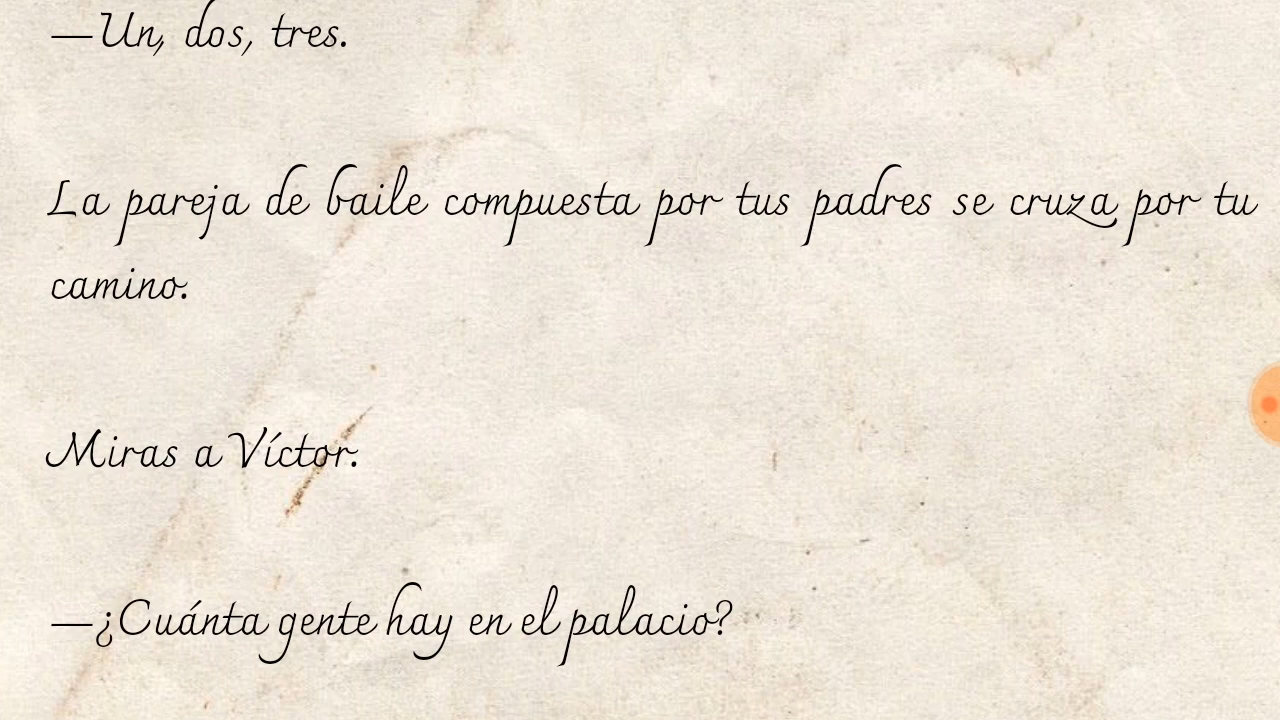 —Un, dos, tres.
La pareja de baile compuesta por tus padres se cruza por tu
camino.
Miras a Víctor.
—¿Cuánta gente hay en el palacio?